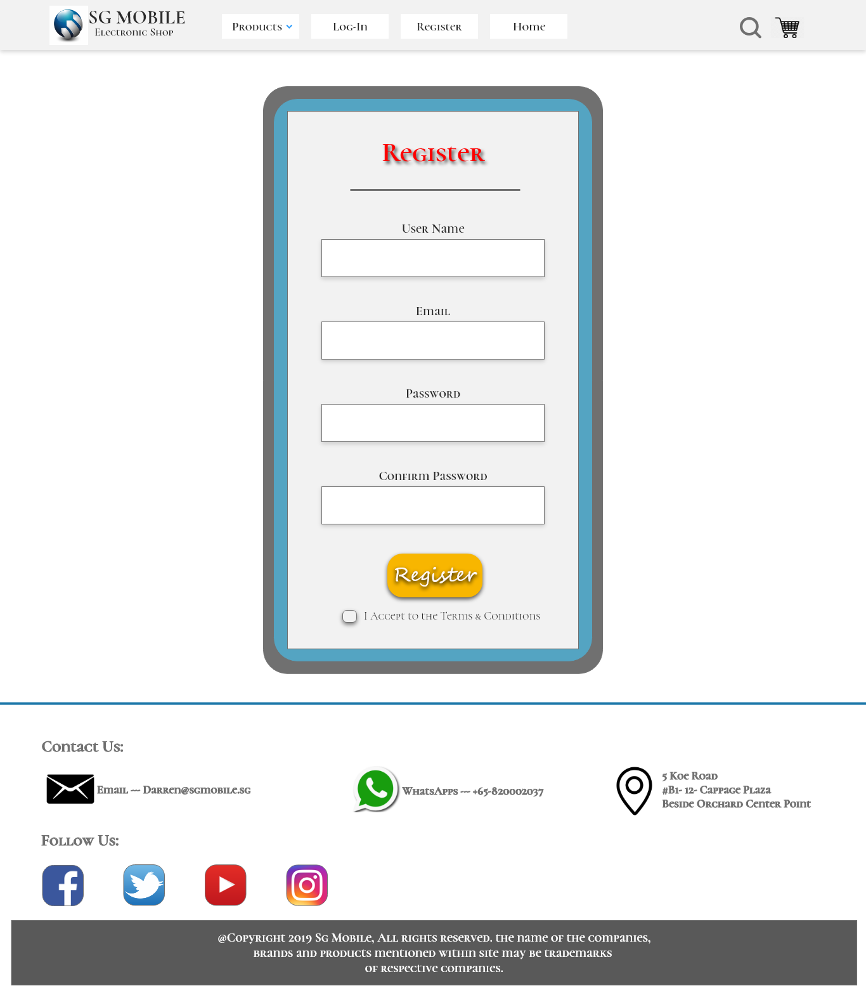 SG MOBILE
Electronic Shop
Products
Log-In
Register
Home
Register
User Name
Email
Password
Confirm Password
Register
I Accept to the Terms & Conditions
Contact Us:
Email --- Darren@sgmobile.sg
WhatsApps --- +65-820002037
5 Koe Road
#B1- 12- Cappage Plaza
Beside Orchard Center Point
Follow Us:
@Copyright 2019 Sg Mobile, All rights reserved. the name of the companies,
brands and products mentioned within site may be trademarks
of respective companies.